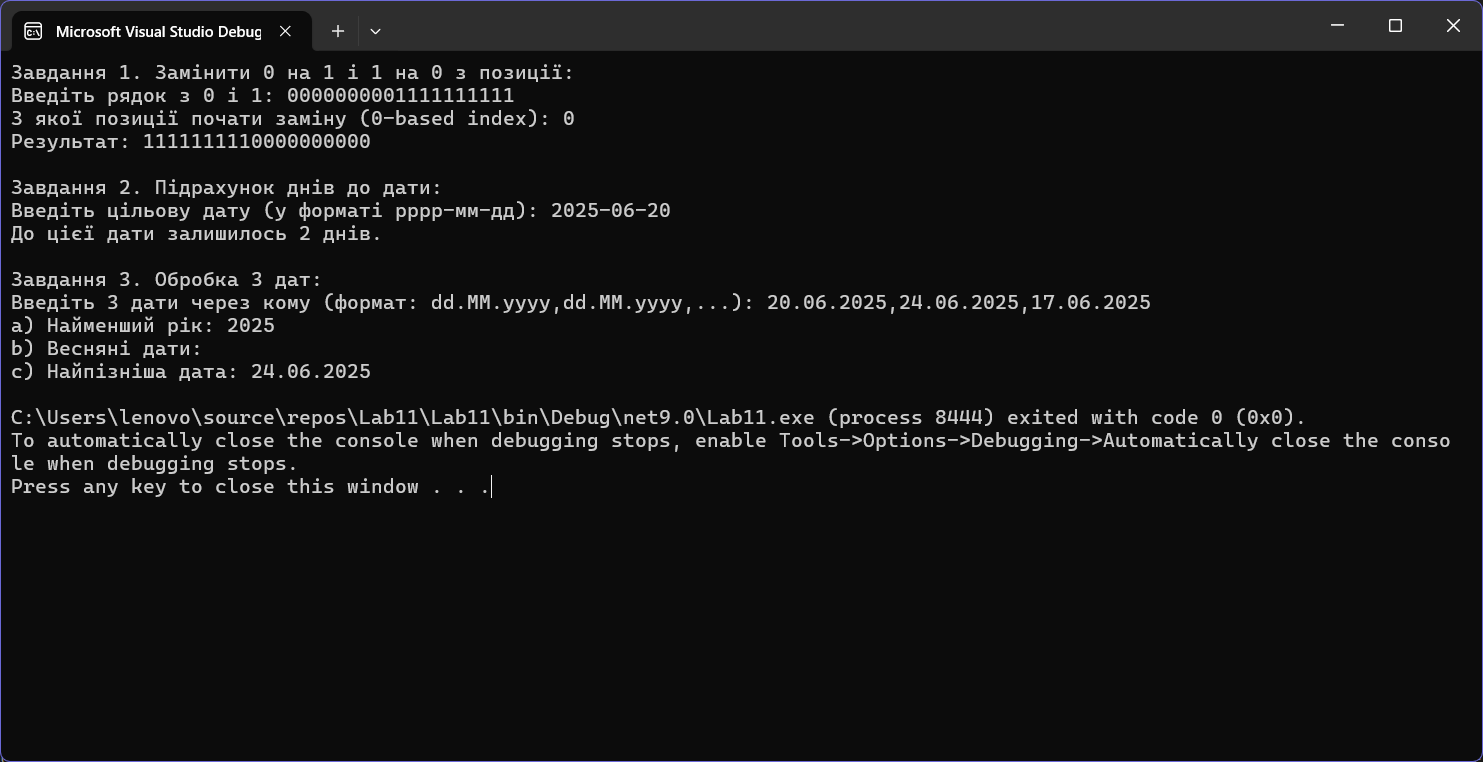 Microsoft Visual Studio Debug
Завдання 1. Замінити 0 на 1 і 1 на 0 з позиції:
Введіть рядок з 0 і 1: 0000000001111111111
З якої позиції почати заміну (0-based index): 0
Результат: 1111111110000000000
Завдання 2. Підрахунок днів до дати:
Введіть цільову дату (у форматі рррр-мм-дд): 2025-06-20
До цієї дати залишилось 2 днів.
Завдання 3. Обробка 3 дат:
Введіть 3 дати через кому (формат: dd.MM.yyyy,dd.MM.yyyy,...): 20.06.2025,24.06.2025,17.06.2025
a) Найменший рік: 2025
b) Весняні дати:
c) Найпізніша дата: 24.06.2025
C:\Users\lenovo\source\repos\Lab11\Lab11\bin\Debug\net9.0\Lab11.exe (process 8444) exited with code 0 (0x0).
To automatically close the console when debugging stops, enable Tools->Options->Debugging->Automatically close the conso
le when debugging stops.
Press any key to close this window . . .